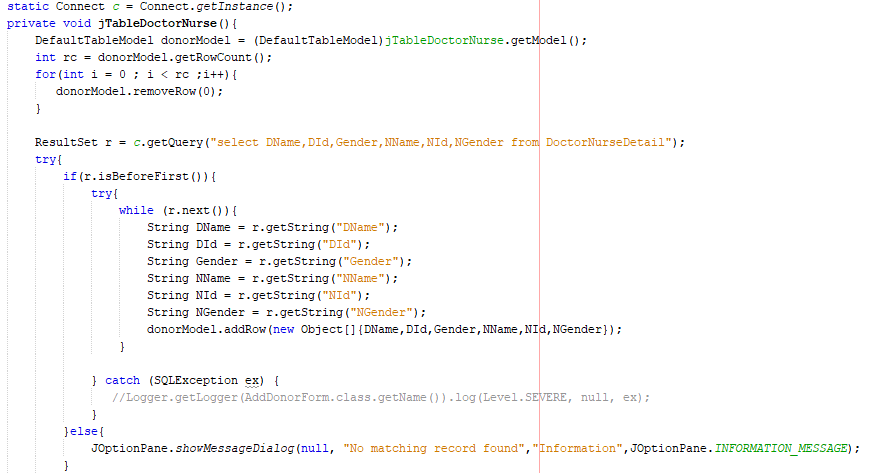 static Connect c = Connect.getInstance();
private void jTableDoctorNurse(){
    DefaultTableModel donorModel = (DefaultTableModel)jTableDoctorNurse.getModel();
    int rc = donorModel.getRowCount();
    for(int i = 0 ; i < rc ;i++){
       donorModel.removeRow(0);
    }

    ResultSet r = c.getQuery("select DName,DId,Gender,NName,NId,NGender from DoctorNurseDetail");
    try{
        if(r.isBeforeFirst()){
            try{
                while (r.next()){
                    String DName = r.getString("DName");
                    String DId = r.getString("DId");
                    String Gender = r.getString("Gender");
                    String NName = r.getString("NName");
                    String NId = r.getString("NId");
                    String NGender = r.getString("NGender");
                    donorModel.addRow(new Object[]{DName,DId,Gender,NName,NId,NGender});
                }

            } catch (SQLException ex) {
               //Logger.getLogger(AddDonorForm.class.getName()).log(Level.SEVERE, null, ex);
            }
        }else{
            JOptionPane.showMessageDialog(null, "No matching record found","Information",JOptionPane.INFORMATION_MESSAGE);
        }